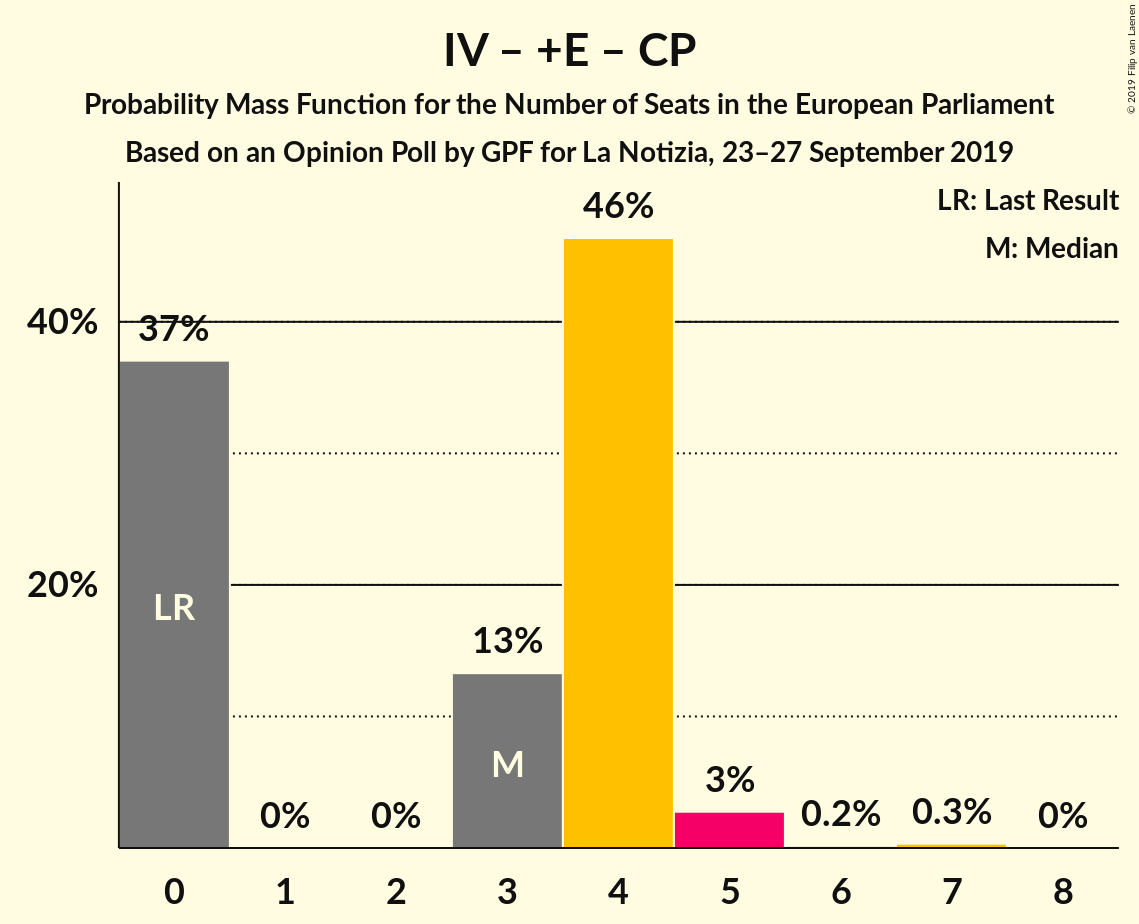 IV – +E – CP
Probability Mass Function for the Number of Seats in the European Parliament
Based on an Opinion Poll by GPF for La Notizia, 23–27 September 2019
© 2019 Filip van Laenen
LR: Last Result
M: Median
46%
40%
37%
20%
LR
13%
M
3%
0%
0%
0.2%
0.3%
0%
0 1 2 3 4 5 6 7 8